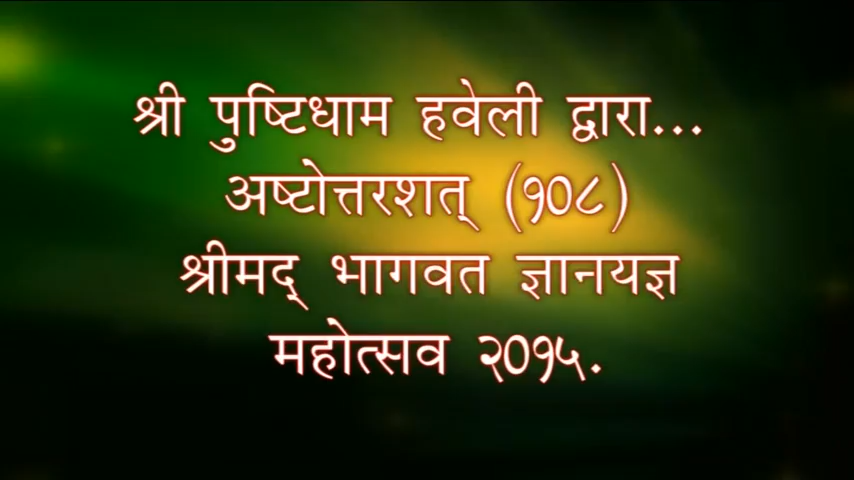 श्री पुष्टिधाम हवेली द्वारा...
अष्टोत्तरशत् (१०८)
श्रीमद् भागवत ज्ञानयज्ञ
महोत्सव २०१५.